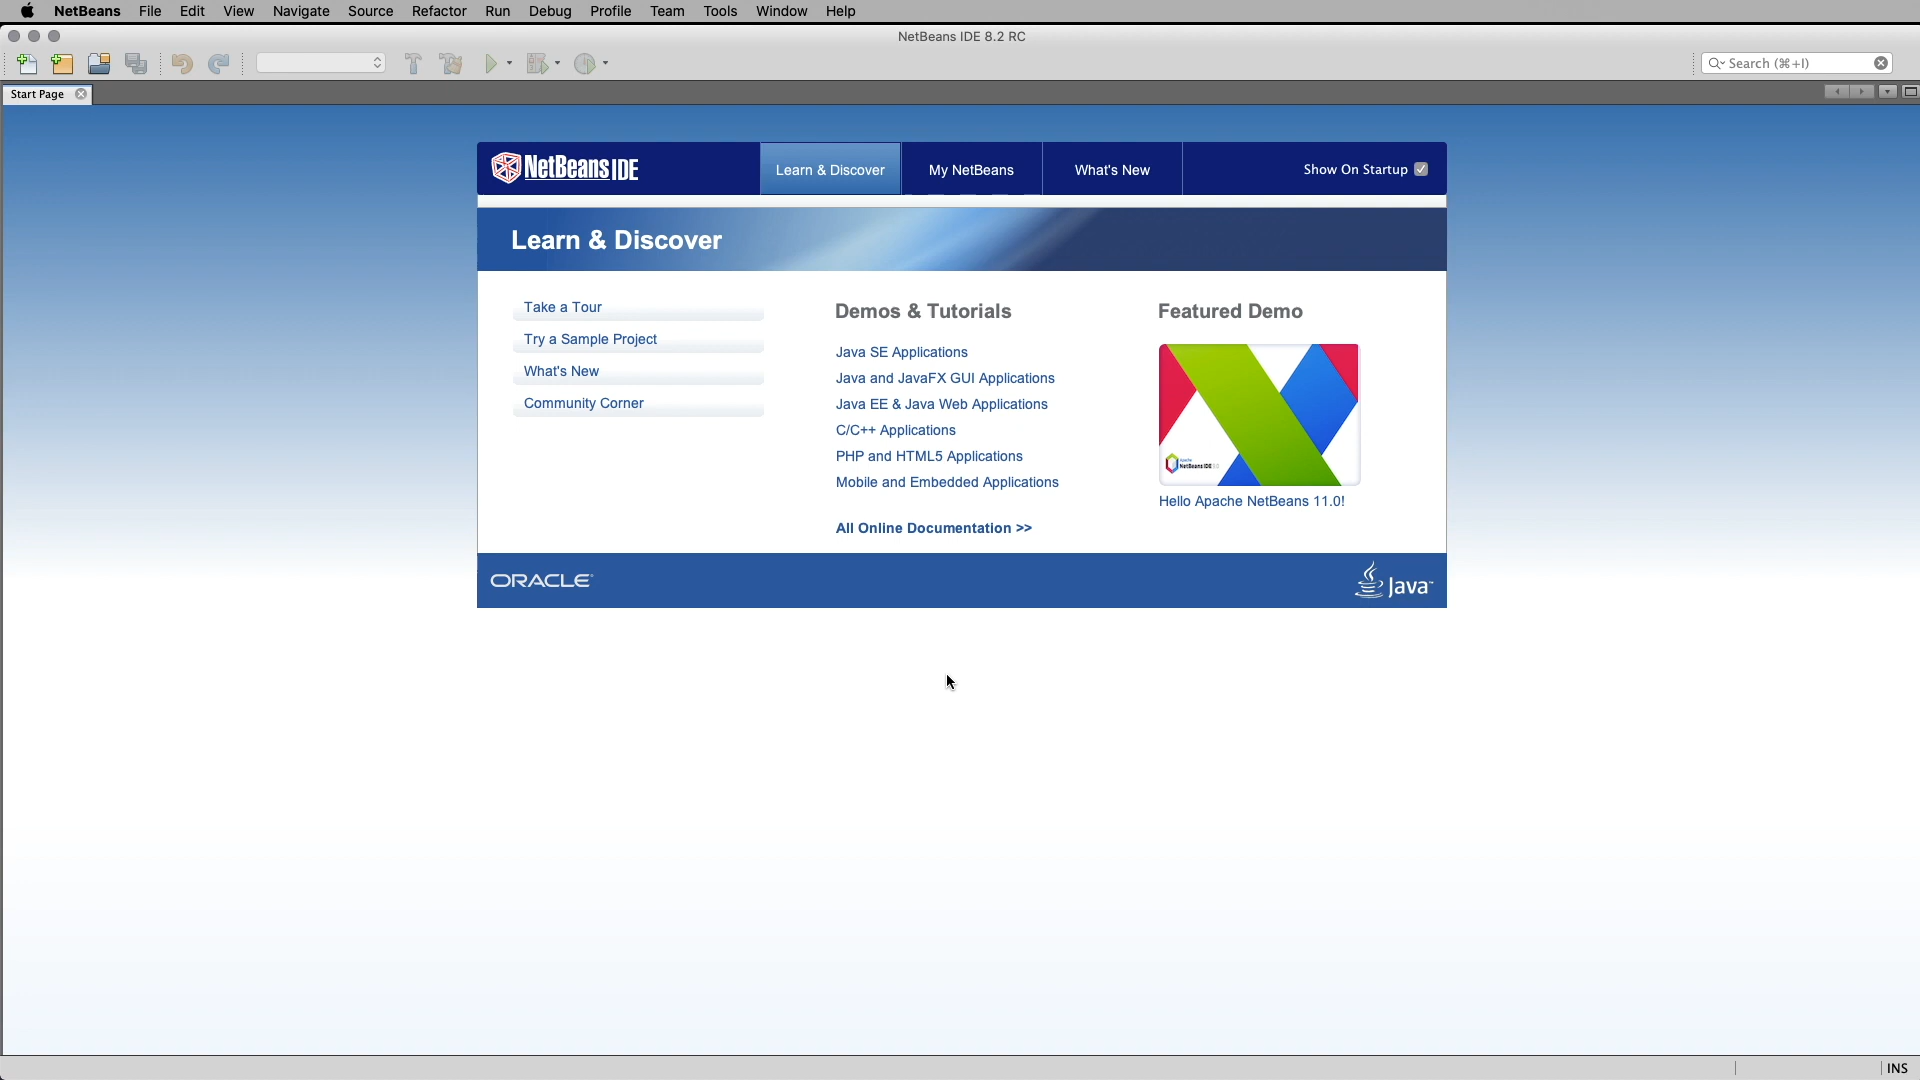 NetBeans File Edit View Navigate Source Refactor Run Debug Profile Team Tools Window Help
NetBeans IDE 8.2 RC
Search (⌘+I)
Start Page
NetBeans IDE
Learn & Discover
My NetBeans
What's New
Show On Startup
Learn & Discover
Take a Tour
Try a Sample Project
What's New
Community Corner
Demos & Tutorials
Java SE Applications
Java and JavaFX GUI Applications
Java EE & Java Web Applications
C/C++ Applications
PHP and HTML5 Applications
Mobile and Embedded Applications
All Online Documentation >>
Featured Demo
Apache
NetBeans IDE
Hello Apache NetBeans 11.0!
ORACLE
Java™
INS